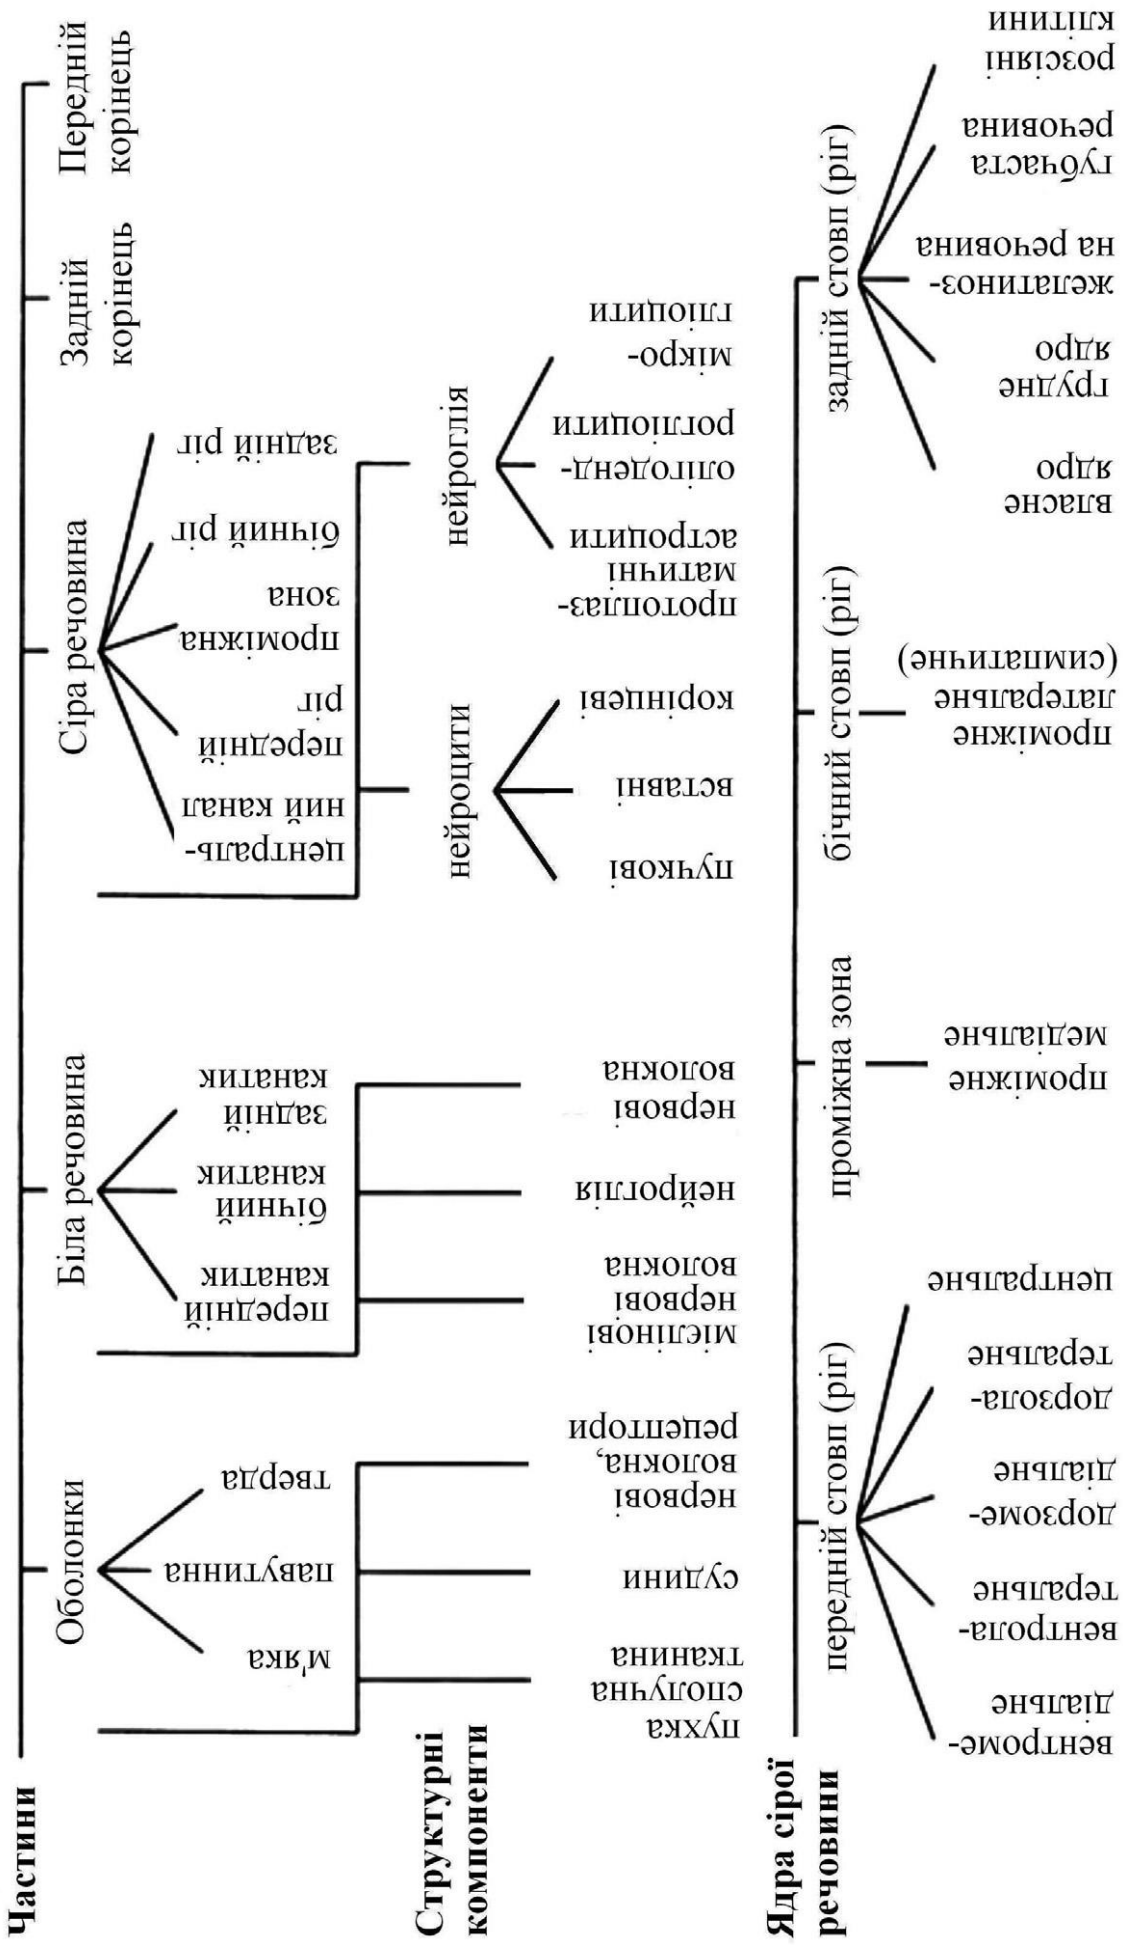 Частини
Оболонки
м'яка
павутинна
тверда
Біла речовина
передній
канатик
бічний
канатик
задній
канатик
Сіра речовина
централь-
ний канал
передній
ріг
проміжна
зона
бічний ріг
задній ріг
Задній
корінець
Передній
корінець
Структурні
компоненти
пухка
сполучна
тканина
судини
нервові
волокна,
рецептори
мієлінові
нервові
волокна
нейроглія
нервові
волокна
нейроцити
пучкові
вставні
корінцеві
нейроглія
протоплаз-
матичні
астроцити
олігоденд-
рогліоцити
мікро-
гліоцити
Ядра сірої
речовини
передній стовп (ріг)
вентроме-
діальне
вентрола-
теральне
дорзоме-
діальне
дорзола-
теральне
центральне
проміжна зона
проміжне
медіальне
бічний стовп (ріг)
проміжне
латеральне
(симпатичне)
задній стовп (ріг)
власне
ядро
грудне
ядро
желатиноз-
на речовина
губчаста
речовина
розсіяні
клітини